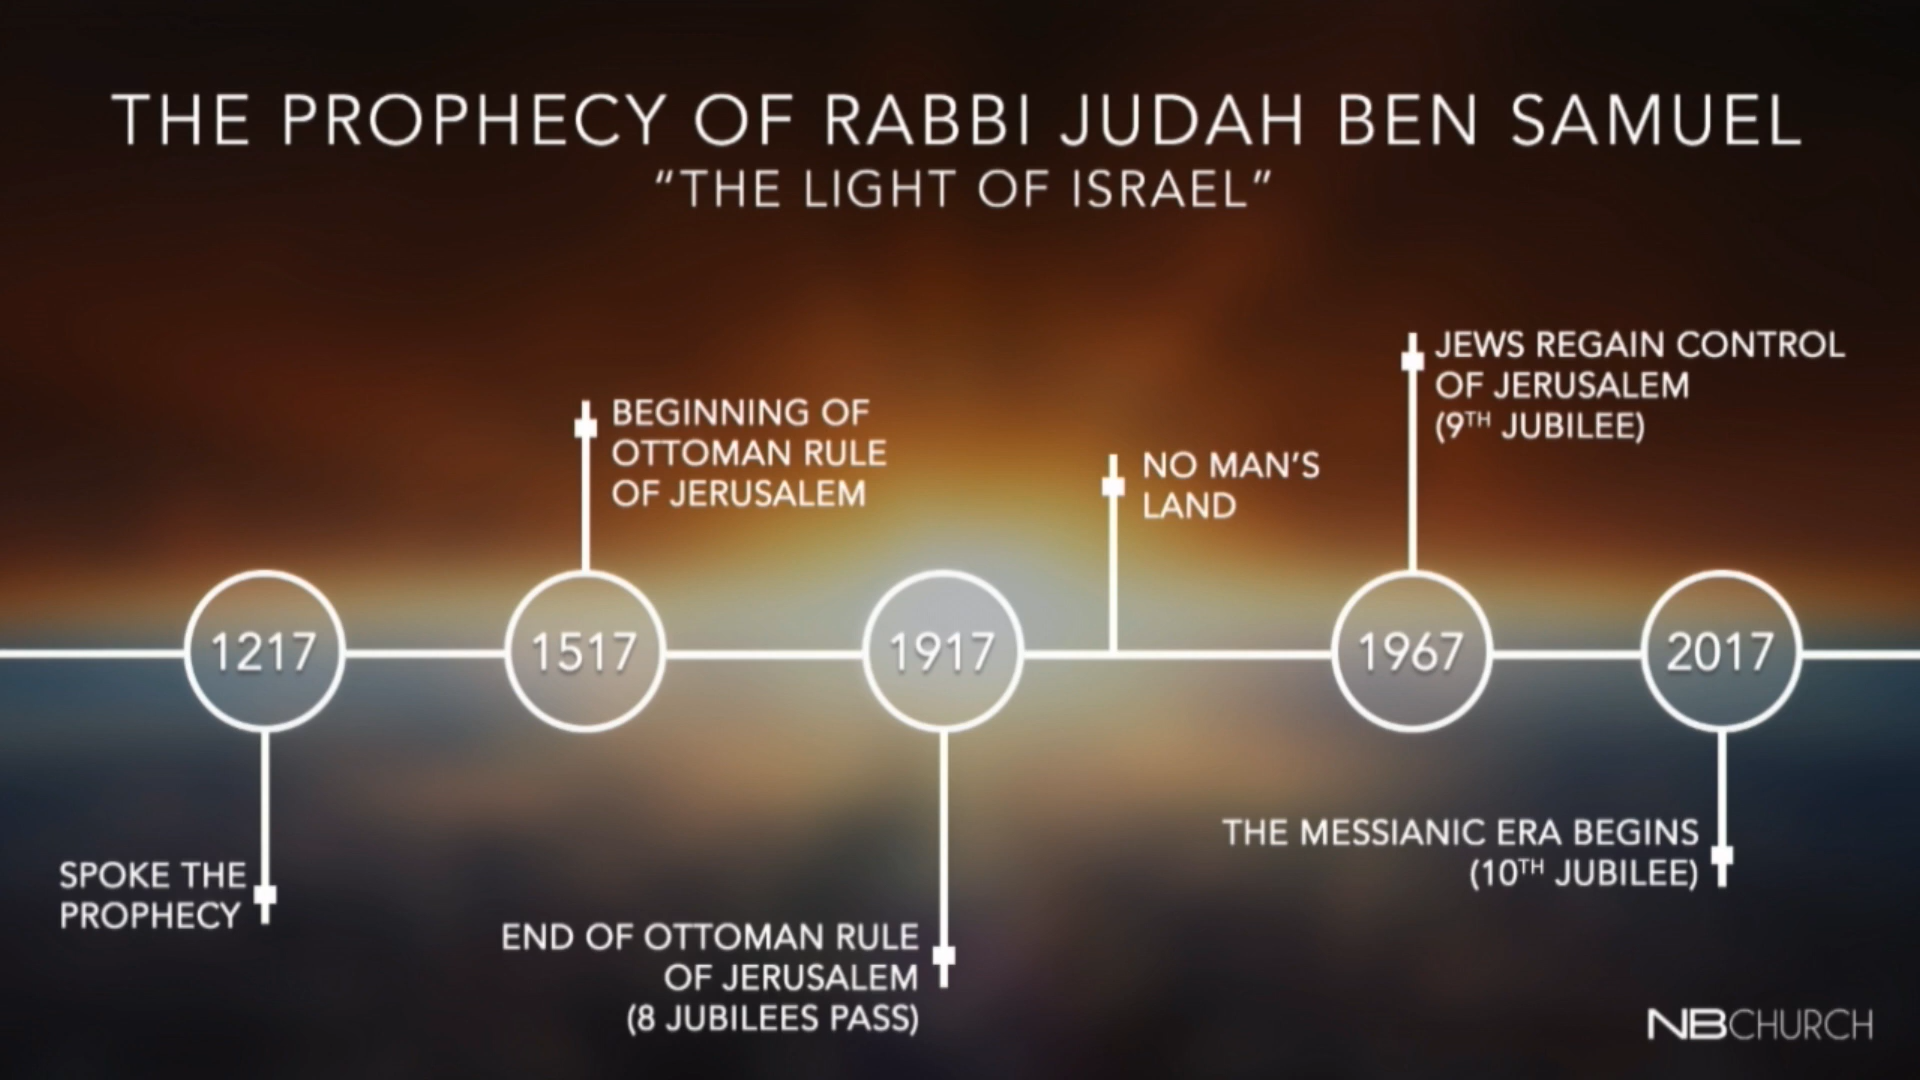 THE PROPHECY OF RABBI JUDAH BEN SAMUEL
“THE LIGHT OF ISRAEL”
1217
SPOKE THE
PROPHECY
1517
BEGINNING OF
OTTOMAN RULE
OF JERUSALEM
1917
END OF OTTOMAN RULE
OF JERUSALEM
(8 JUBILEES PASS)
NO MAN’S
LAND
1967
JEWS REGAIN CONTROL
OF JERUSALEM
(9TH JUBILEE)
2017
THE MESSIANIC ERA BEGINS
(10TH JUBILEE)
NBCHURCH